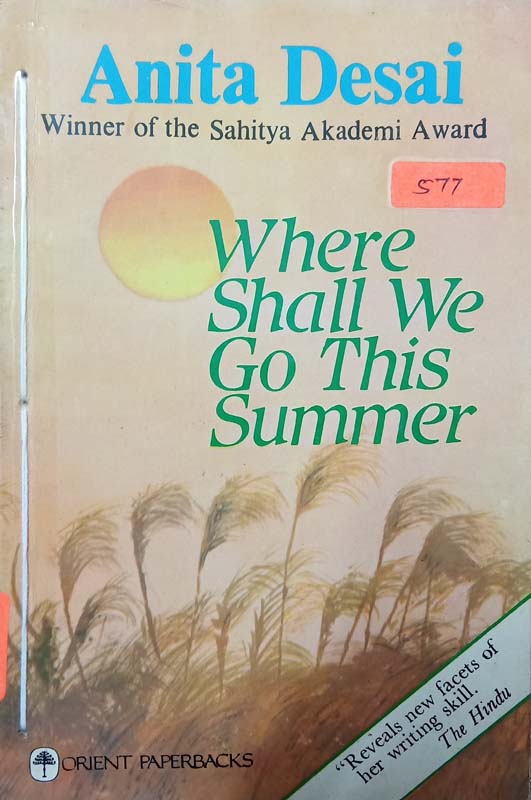 Anita Desai
Winner of the Sahitya Akademi Award
577
Where
Shall We
Go This
Summer
"Reveals new facets of
her writing skill.
The Hindu
ORIENT PAPERBACKS